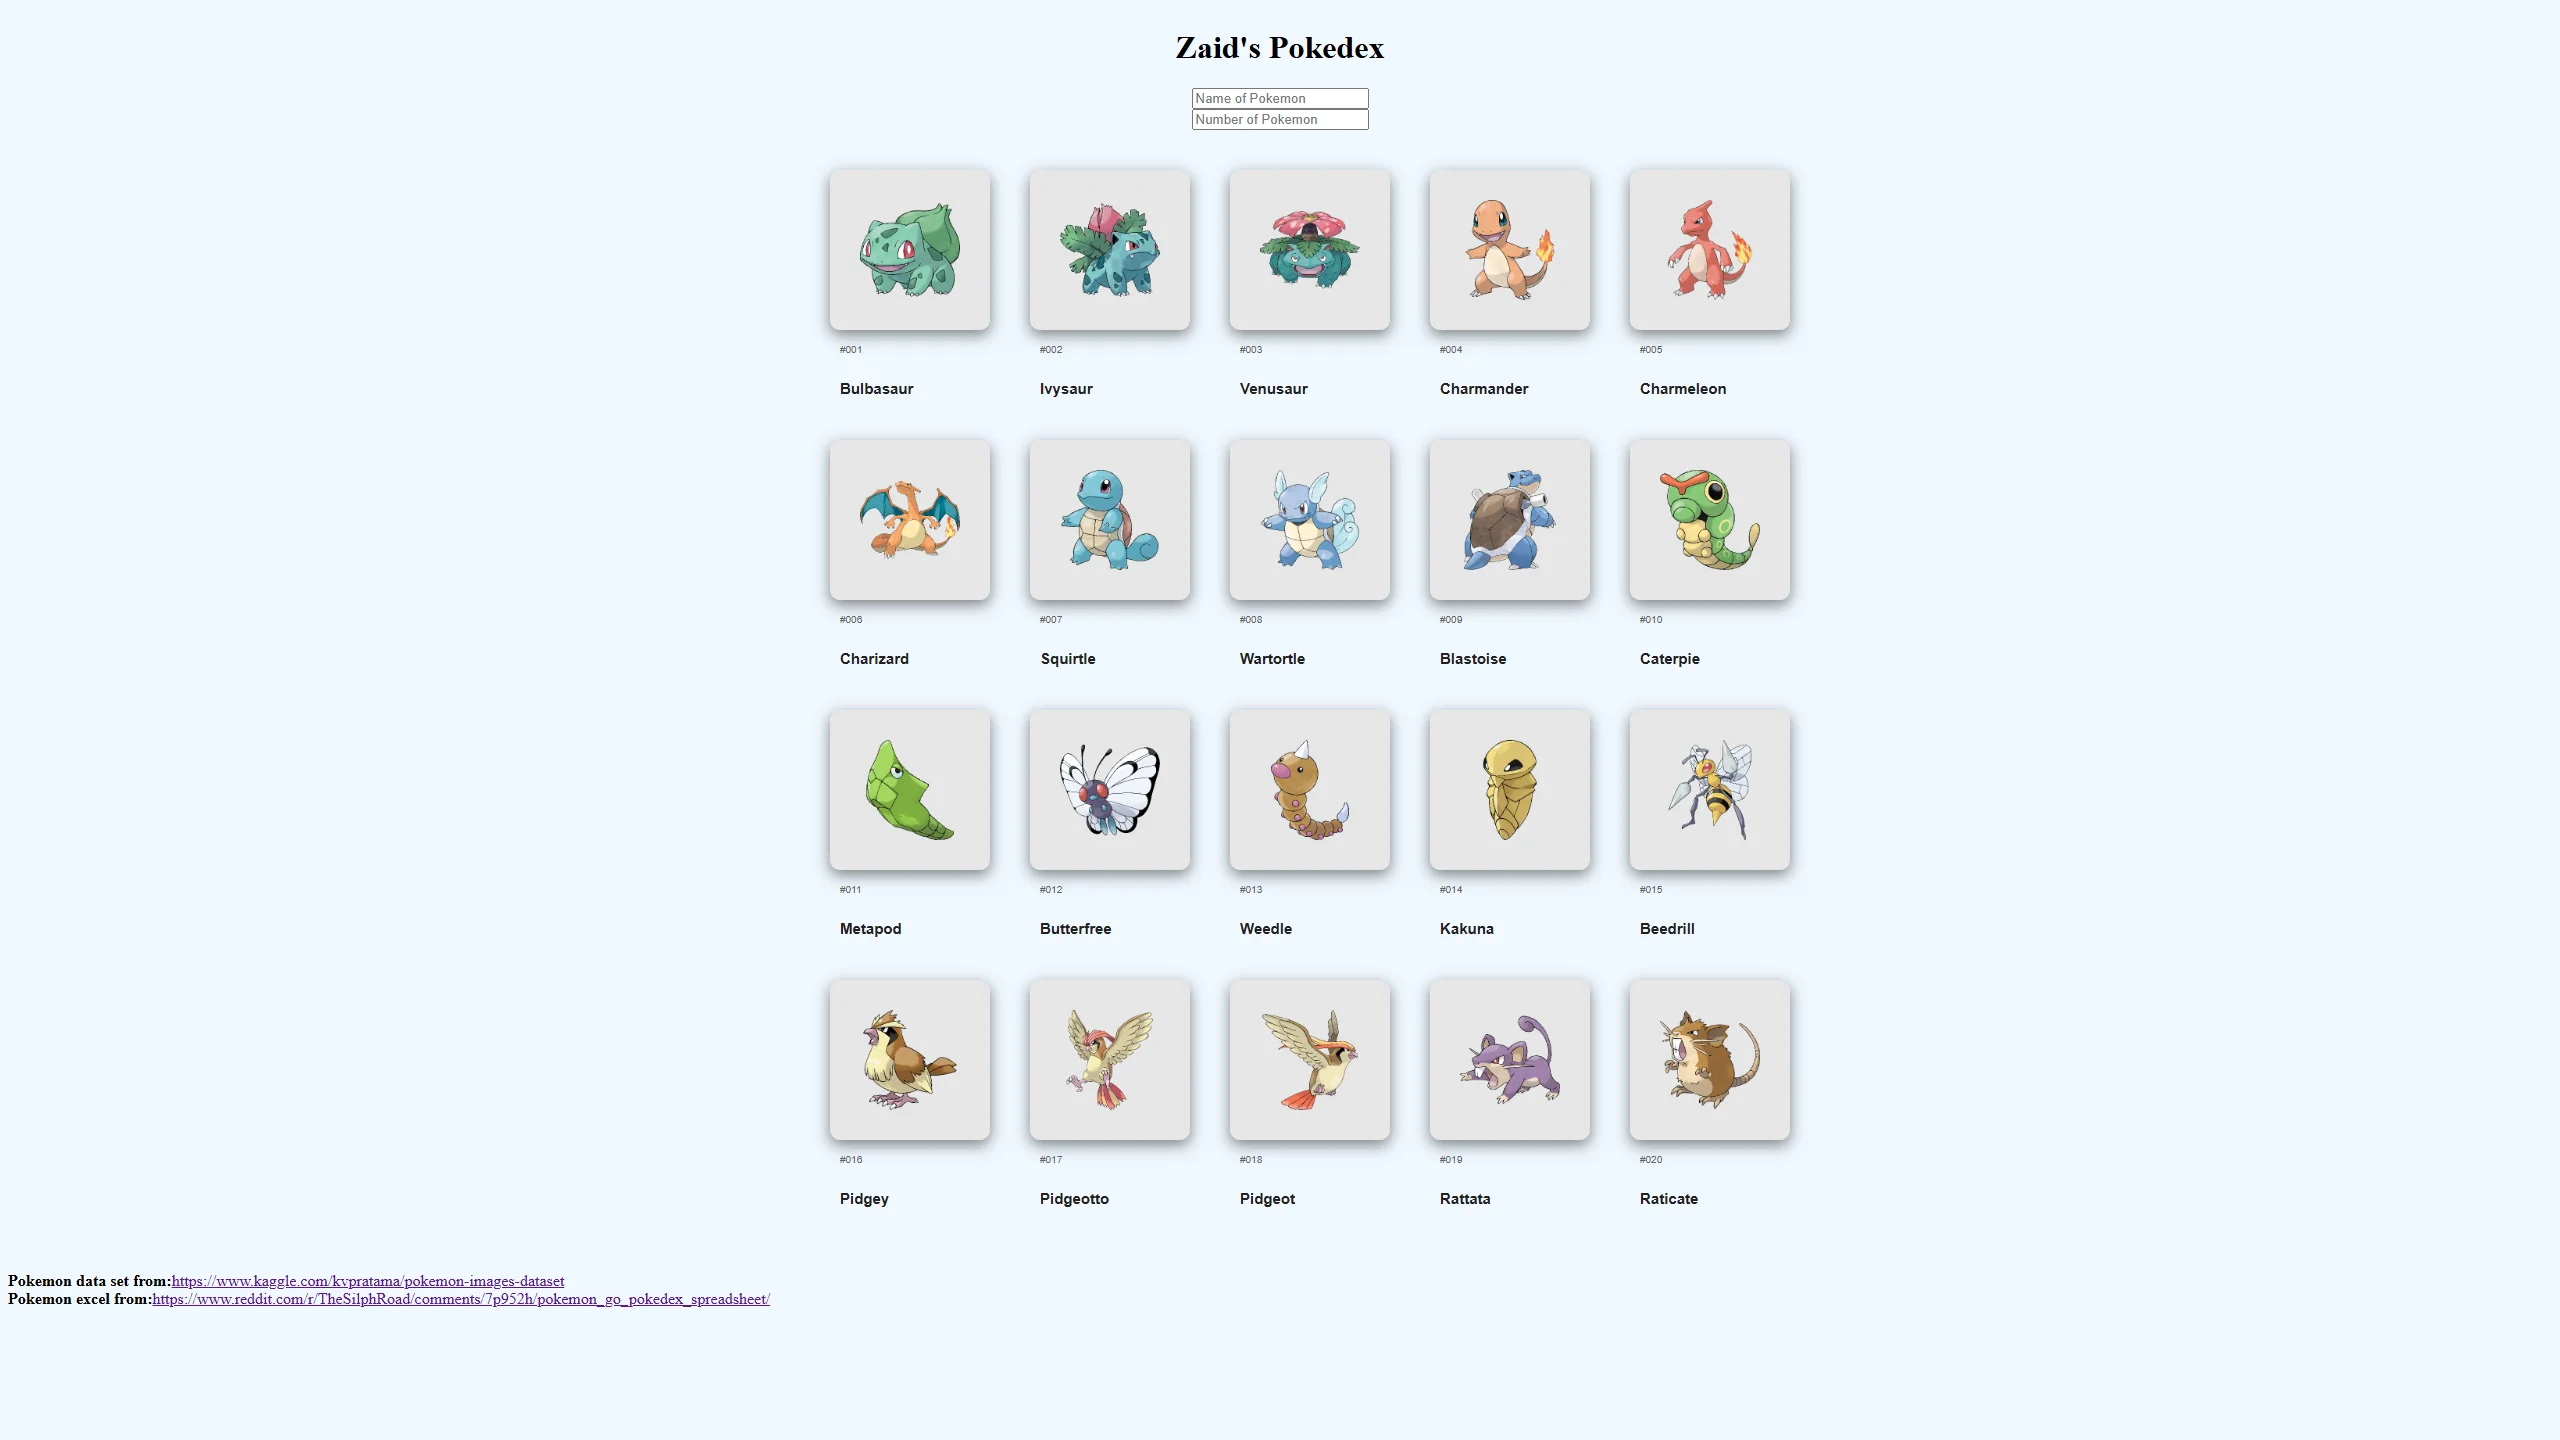 Zaid's Pokedex
Name of Pokemon
Number of Pokemon
#001 #002 #003 #004 #005
Bulbasaur Ivysaur Venusaur Charmander Charmeleon
#006 #007 #008 #009 #010
Charizard Squirtle Wartortle Blastoise Caterpie
#011 #012 #013 #014 #015
Metapod Butterfree Weedle Kakuna Beedrill
#016 #017 #018 #019 #020
Pidgey Pidgeotto Pidgeot Rattata Raticate
Pokemon data set from:https://www.kaggle.com/kvpratama/pokemon-images-dataset
Pokemon excel from:https://www.reddit.com/r/TheSilphRoad/comments/7p952h/pokemon_go_pokedex_spreadsheet/